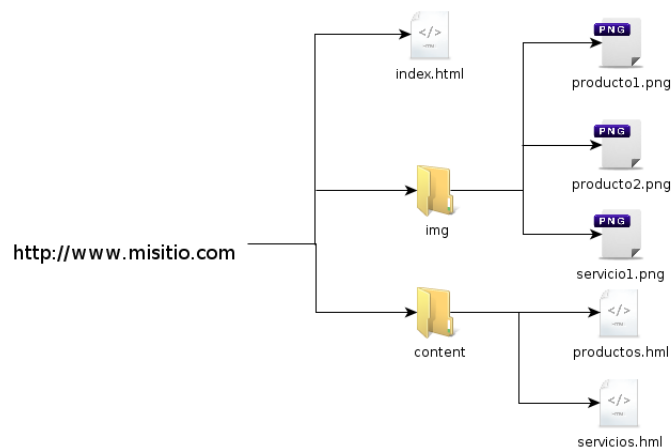 index.html
PNG
producto1.png
PNG
producto2.png
img
PNG
servicio1.png
http://www.misitio.com
content
productos.hml
servicios.hml